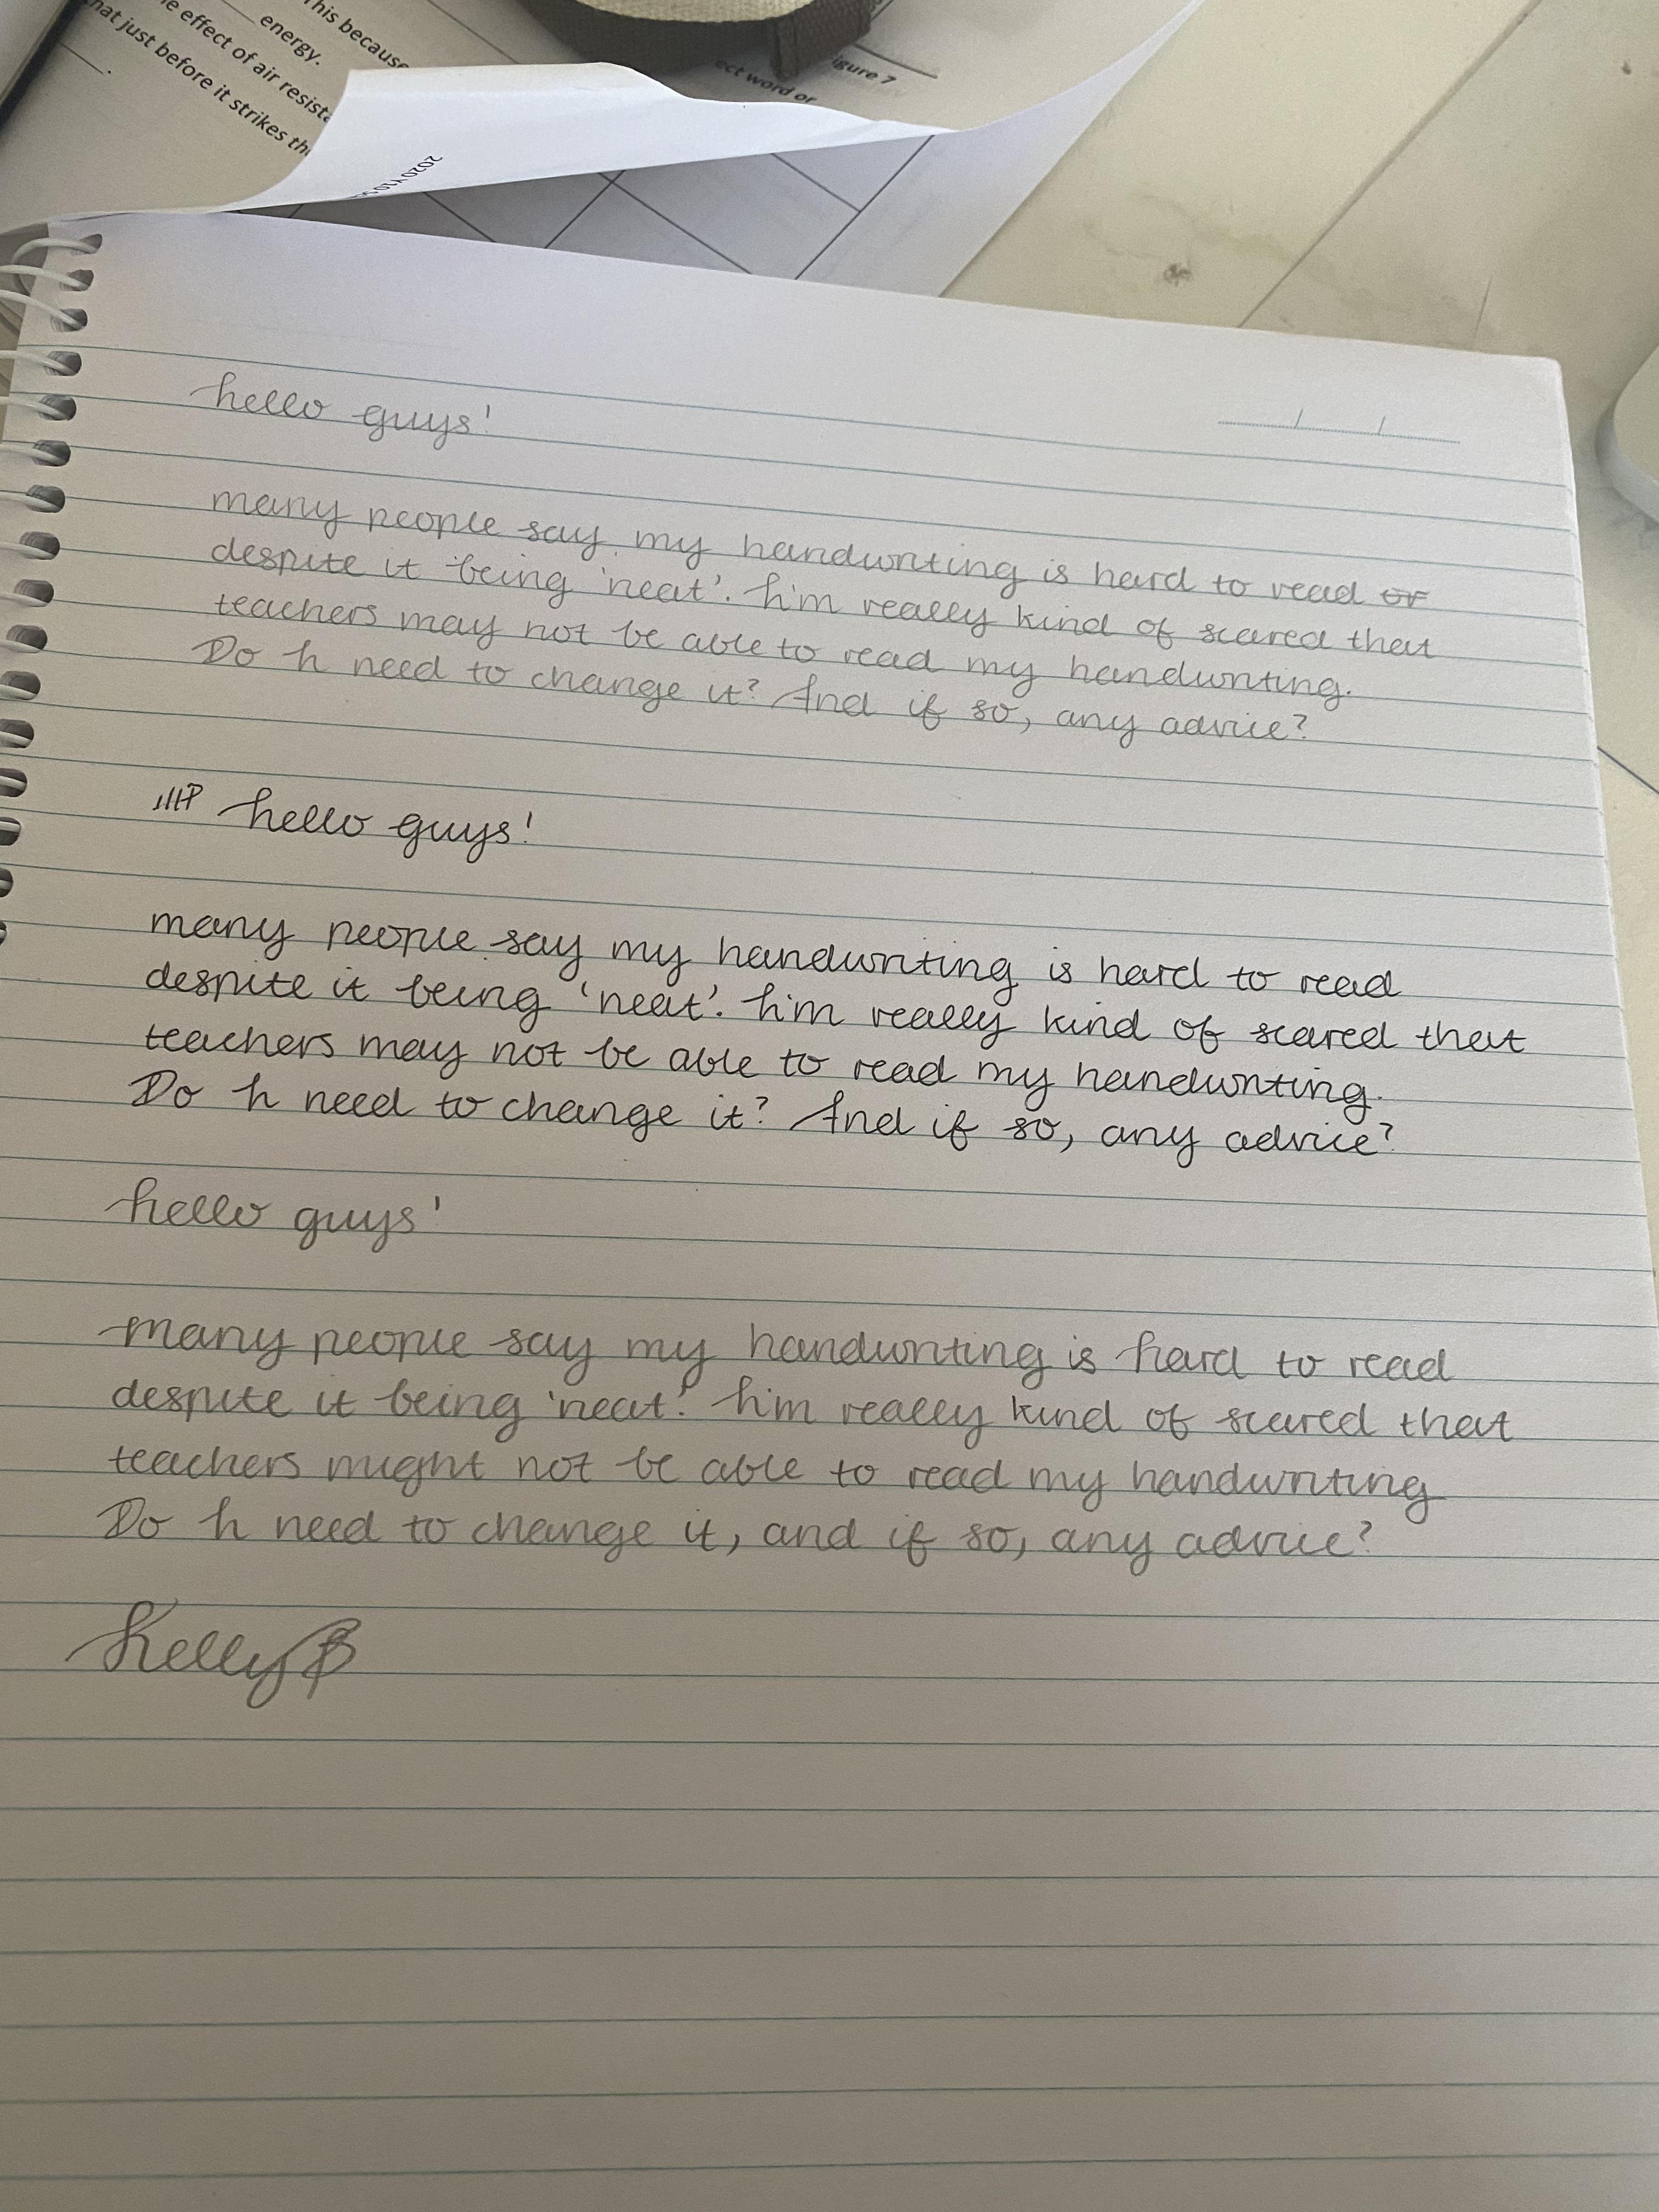 This because
energy.
e effect of air resist
hat just before it strikes th
igure 7
ect word or
hello guys!
many people say my handwriting is hard to read or
despite it being 'neat'. I'm really kind of scared that
teachers may not be able to read my handwriting.
Do I need to change it? And if so, any advice?
hello guys!
many people say my handwriting is hard to read
despite it being 'neat'. I'm really kind of scared that
teachers may not be able to read my handwriting.
Do I need to change it? And if so, any advice?
hello guys!
many people say my handwriting is hard to read
despite it being 'neat'. I'm really kind of scared that
teachers might not be able to read my handwriting
Do I need to change it, and if so, any advice?
Kelly B